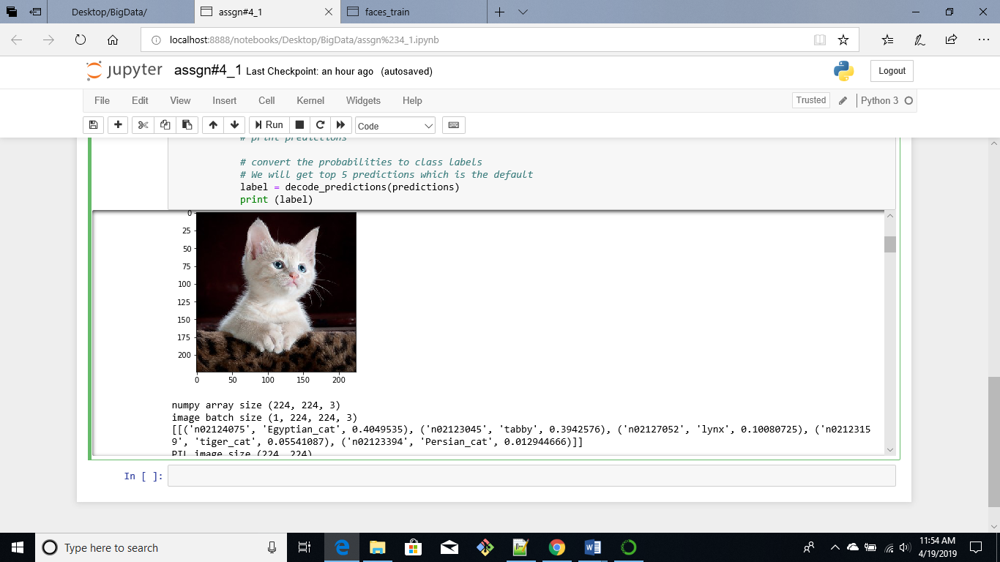 Desktop/BigData/
assgn#4_1
faces_train
localhost:8888/notebooks/Desktop/BigData/assgn%234_1.ipynb
jupyter assgn#4_1 Last Checkpoint: an hour ago (autosaved)
Logout
File Edit View Insert Cell Kernel Widgets Help
Trusted
Python 3
Run
Code
# print predictions
# convert the probabilities to class labels
# We will get top 5 predictions which is the default
label = decode_predictions(predictions)
print (label)
0
25
50
75
100
125
150
175
200
0 50 100 150 200
numpy array size (224, 224, 3)
image batch size (1, 224, 224, 3)
[[('n02124075', 'Egyptian_cat', 0.4049535), ('n02123045', 'tabby', 0.3942576), ('n02127052', 'lynx', 0.10080725), ('n0212315
9', 'tiger_cat', 0.05541087), ('n02123394', 'Persian_cat', 0.012944666)]]
PIL image size (224, 224)
In [ ]:
Type here to search
11:54 AM
4/19/2019